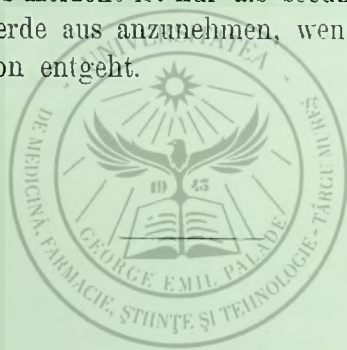 erde aus anzunehmen, wen
on entgeht.
UNIVERSITATEA
DE MEDICINĂ, FARMACIE, ȘTIINȚE ȘI TEHNOLOGIE - TÂRGU MUREȘ
19 45
GEORGE EMIL PALADE